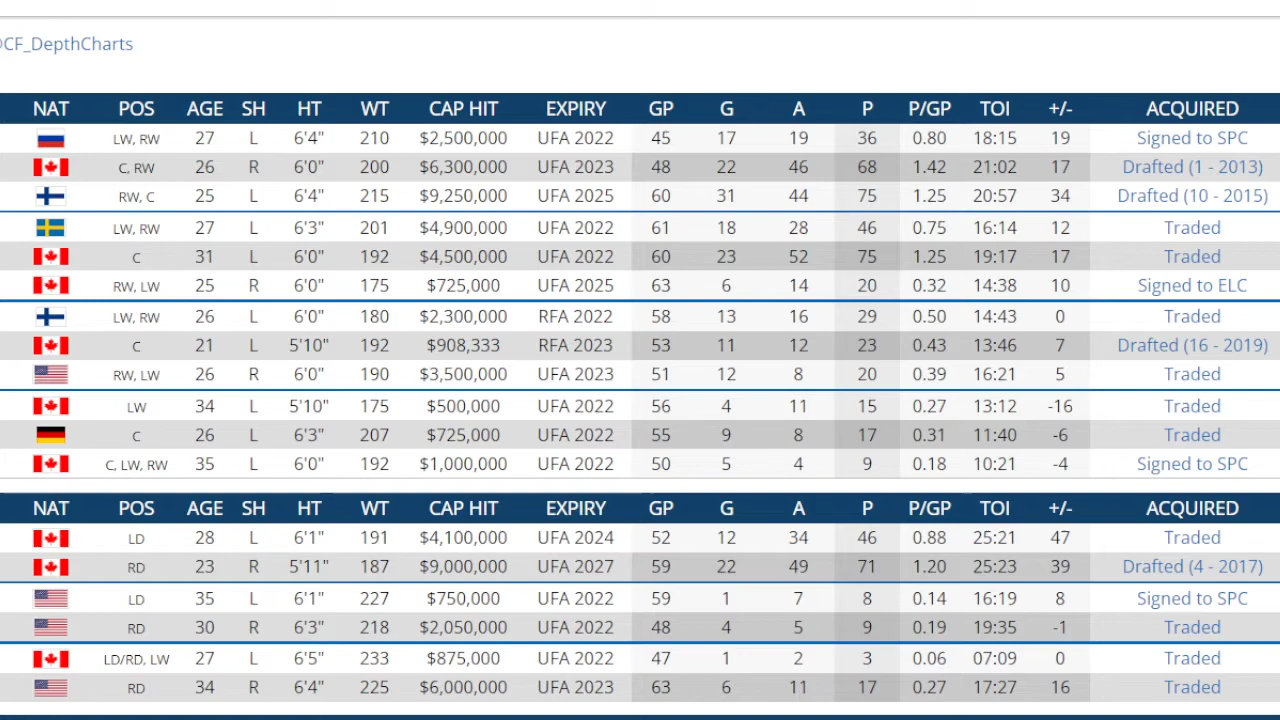 @CF_DepthCharts
NAT POS AGE SH HT WT CAP HIT EXPIRY GP G A P P/GP TOI +/- ACQUIRED
LW, RW 27 L 6'4" 210 $2,500,000 UFA 2022 45 17 19 36 0.80 18:15 19 Signed to SPC
C, RW 26 R 6'0" 200 $6,300,000 UFA 2023 48 22 46 68 1.42 21:02 17 Drafted (1 - 2013)
RW, C 25 L 6'4" 215 $9,250,000 UFA 2025 60 31 44 75 1.25 20:57 34 Drafted (10 - 2015)
LW, RW 27 L 6'3" 201 $4,900,000 UFA 2022 61 18 28 46 0.75 16:14 12 Traded
C 31 L 6'0" 192 $4,500,000 UFA 2022 60 23 52 75 1.25 19:17 17 Traded
RW, LW 25 R 6'0" 175 $725,000 UFA 2025 63 6 14 20 0.32 14:38 10 Signed to ELC
LW, RW 26 L 6'0" 180 $2,300,000 RFA 2022 58 13 16 29 0.50 14:43 0 Traded
C 21 L 5'10" 192 $908,333 RFA 2023 53 11 12 23 0.43 13:46 7 Drafted (16 - 2019)
RW, LW 26 R 6'0" 190 $3,500,000 UFA 2023 51 12 8 20 0.39 16:21 5 Traded
LW 34 L 5'10" 175 $500,000 UFA 2022 56 4 11 15 0.27 13:12 -16 Traded
C 26 L 6'3" 207 $725,000 UFA 2022 55 9 8 17 0.31 11:40 -6 Traded
C, LW, RW 35 L 6'0" 192 $1,000,000 UFA 2022 50 5 4 9 0.18 10:21 -4 Signed to SPC
NAT POS AGE SH HT WT CAP HIT EXPIRY GP G A P P/GP TOI +/- ACQUIRED
LD 28 L 6'1" 191 $4,100,000 UFA 2024 52 12 34 46 0.88 25:21 47 Traded
RD 23 R 5'11" 187 $9,000,000 UFA 2027 59 22 49 71 1.20 25:23 39 Drafted (4 - 2017)
LD 35 L 6'1" 227 $750,000 UFA 2022 59 1 7 8 0.14 16:19 8 Signed to SPC
RD 30 R 6'3" 218 $2,050,000 UFA 2022 48 4 5 9 0.19 19:35 -1 Traded
LD/RD, LW 27 L 6'5" 233 $875,000 UFA 2022 47 1 2 3 0.06 07:09 0 Traded
RD 34 R 6'4" 225 $6,000,000 UFA 2023 63 6 11 17 0.27 17:27 16 Traded